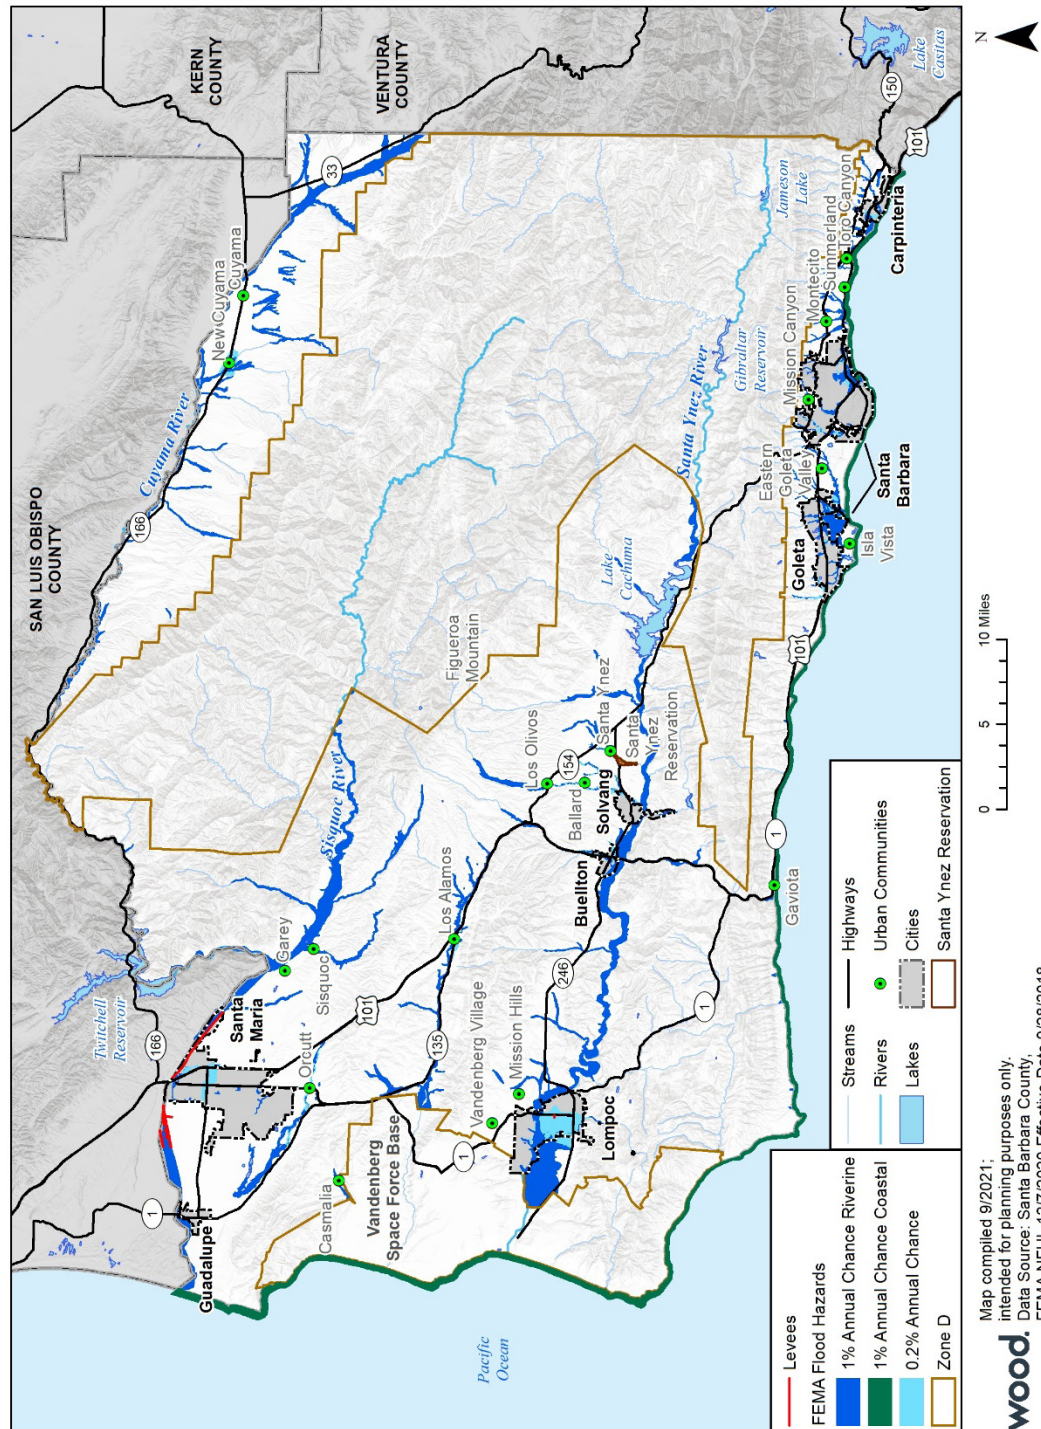 SAN LUIS OBISPO
COUNTY
KERN
COUNTY
VENTURA
COUNTY
Twitchell
Reservoir
166
166
33
Cuyama River
New Cuyama
Cuyama
1
Guadalupe
Santa
Maria
Garey
Sisquoc
Sisquoc River
Orcutt
101
Casmalia
Vandenberg
Space Force Base
135
Los Alamos
Figueroa
Mountain
1
Vandenberg Village
Mission Hills
Lompoc
246
Buellton
Solvang
Ballard
Los Olivos
154
Santa Ynez
Santa
Ynez
Reservation
Lake
Cachuma
Santa Ynez River
Gibraltar
Reservoir
Jameson
Lake
1
1
Gaviota
101
Goleta
Isla
Vista
Eastern
Goleta
Valley
Santa
Barbara
Mission Canyon
Montecito
Summerland
Toro Canyon
Carpinteria
150
101
Lake
Casitas
Pacific
Ocean
N
Levees
FEMA Flood Hazards
1% Annual Chance Riverine
1% Annual Chance Coastal
0.2% Annual Chance
Zone D
Streams
Rivers
Lakes
Highways
Urban Communities
Cities
Santa Ynez Reservation
0 5 10 Miles
wood.
Map compiled 9/2021;
intended for planning purposes only.
Data Source: Santa Barbara County,